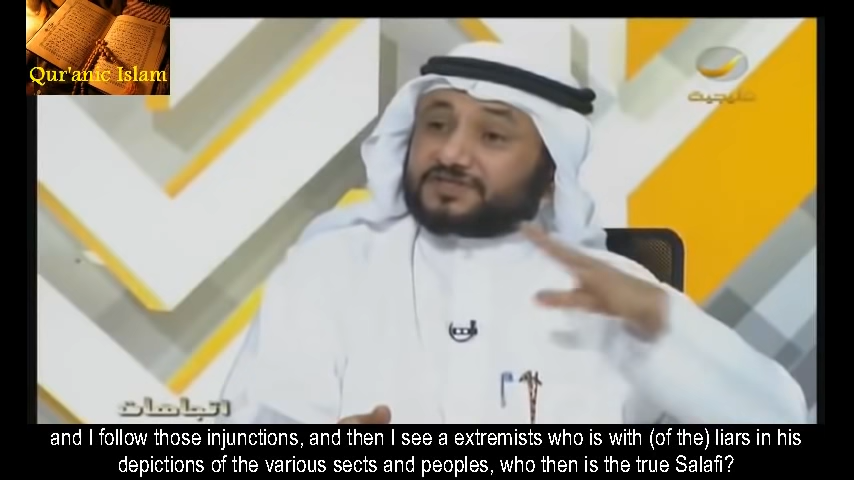 Qur'anic Islam
خليجية
اتجاهات
and I follow those injunctions, and then I see a extremists who is with (of the) liars in his
depictions of the various sects and peoples, who then is the true Salafi?